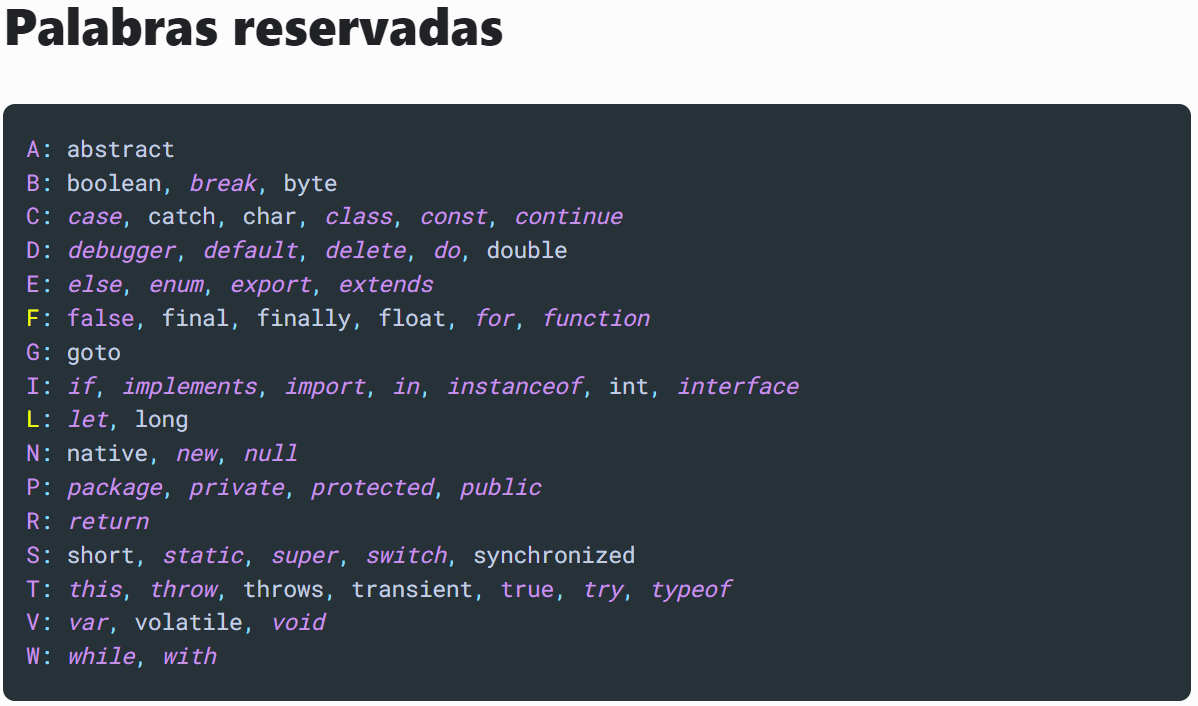 Palabras reservadas
A: abstract
B: boolean, break, byte
C: case, catch, char, class, const, continue
D: debugger, default, delete, do, double
E: else, enum, export, extends
F: false, final, finally, float, for, function
G: goto
I: if, implements, import, in, instanceof, int, interface
L: let, long
N: native, new, null
P: package, private, protected, public
R: return
S: short, static, super, switch, synchronized
T: this, throw, throws, transient, true, try, typeof
V: var, volatile, void
W: while, with